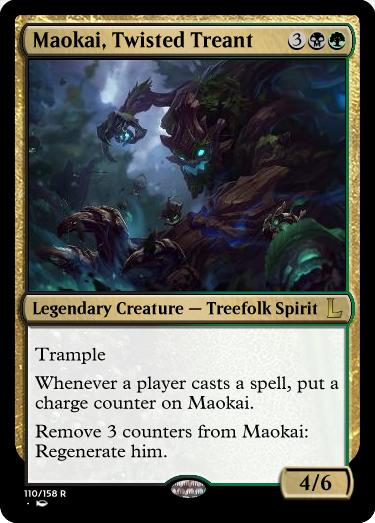 Maokai, Twisted Treant 3
Legendary Creature — Treefolk Spirit L
Trample
Whenever a player casts a spell, put a
charge counter on Maokai.
Remove 3 counters from Maokai:
Regenerate him.
4/6
110/158 R